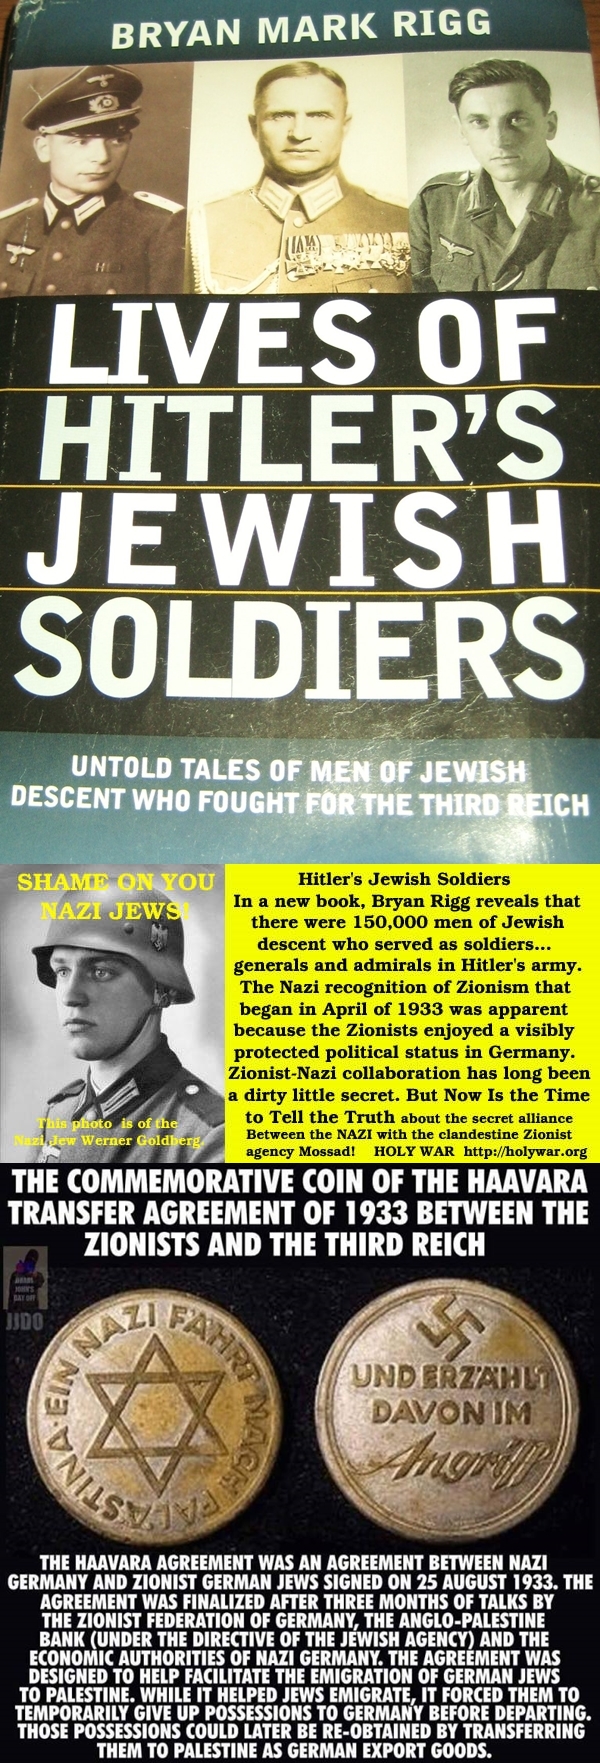 BRYAN MARK RIGG
LIVES OF
HITLER'S
JEWISH
SOLDIERS
UNTOLD TALES OF MEN OF JEWISH
DESCENT WHO FOUGHT FOR THE THIRD REICH
SHAME ON YOU
NAZI JEWS!
This photo is of the
Nazi Jew Werner Goldberg.
Hitler's Jewish Soldiers
In a new book, Bryan Rigg reveals that
there were 150,000 men of Jewish
descent who served as soldiers...
generals and admirals in Hitler's army.
The Nazi recognition of Zionism that
began in April of 1933 was apparent
because the Zionists enjoyed a visibly
protected political status in Germany.
Zionist-Nazi collaboration has long been
a dirty little secret. But Now Is the Time
to Tell the Truth about the secret alliance
Between the NAZI with the clandestine Zionist
agency Mossad! HOLY WAR http://holywar.org
THE COMMEMORATIVE COIN OF THE HAAVARA
TRANSFER AGREEMENT OF 1933 BETWEEN THE
ZIONISTS AND THE THIRD REICH
JIHADI
JOHN'S
DAY OFF
JJDO
EIN NAZI FÄHRT NACH PALÄSTINA
UND ERZÄHLT
DAVON IM
Angriff
THE HAAVARA AGREEMENT WAS AN AGREEMENT BETWEEN NAZI
GERMANY AND ZIONIST GERMAN JEWS SIGNED ON 25 AUGUST 1933. THE
AGREEMENT WAS FINALIZED AFTER THREE MONTHS OF TALKS BY
THE ZIONIST FEDERATION OF GERMANY, THE ANGLO-PALESTINE
BANK (UNDER THE DIRECTIVE OF THE JEWISH AGENCY) AND THE
ECONOMIC AUTHORITIES OF NAZI GERMANY. THE AGREEMENT WAS
DESIGNED TO HELP FACILITATE THE EMIGRATION OF GERMAN JEWS
TO PALESTINE. WHILE IT HELPED JEWS EMIGRATE, IT FORCED THEM TO
TEMPORARILY GIVE UP POSSESSIONS TO GERMANY BEFORE DEPARTING.
THOSE POSSESSIONS COULD LATER BE RE-OBTAINED BY TRANSFERRING
THEM TO PALESTINE AS GERMAN EXPORT GOODS.